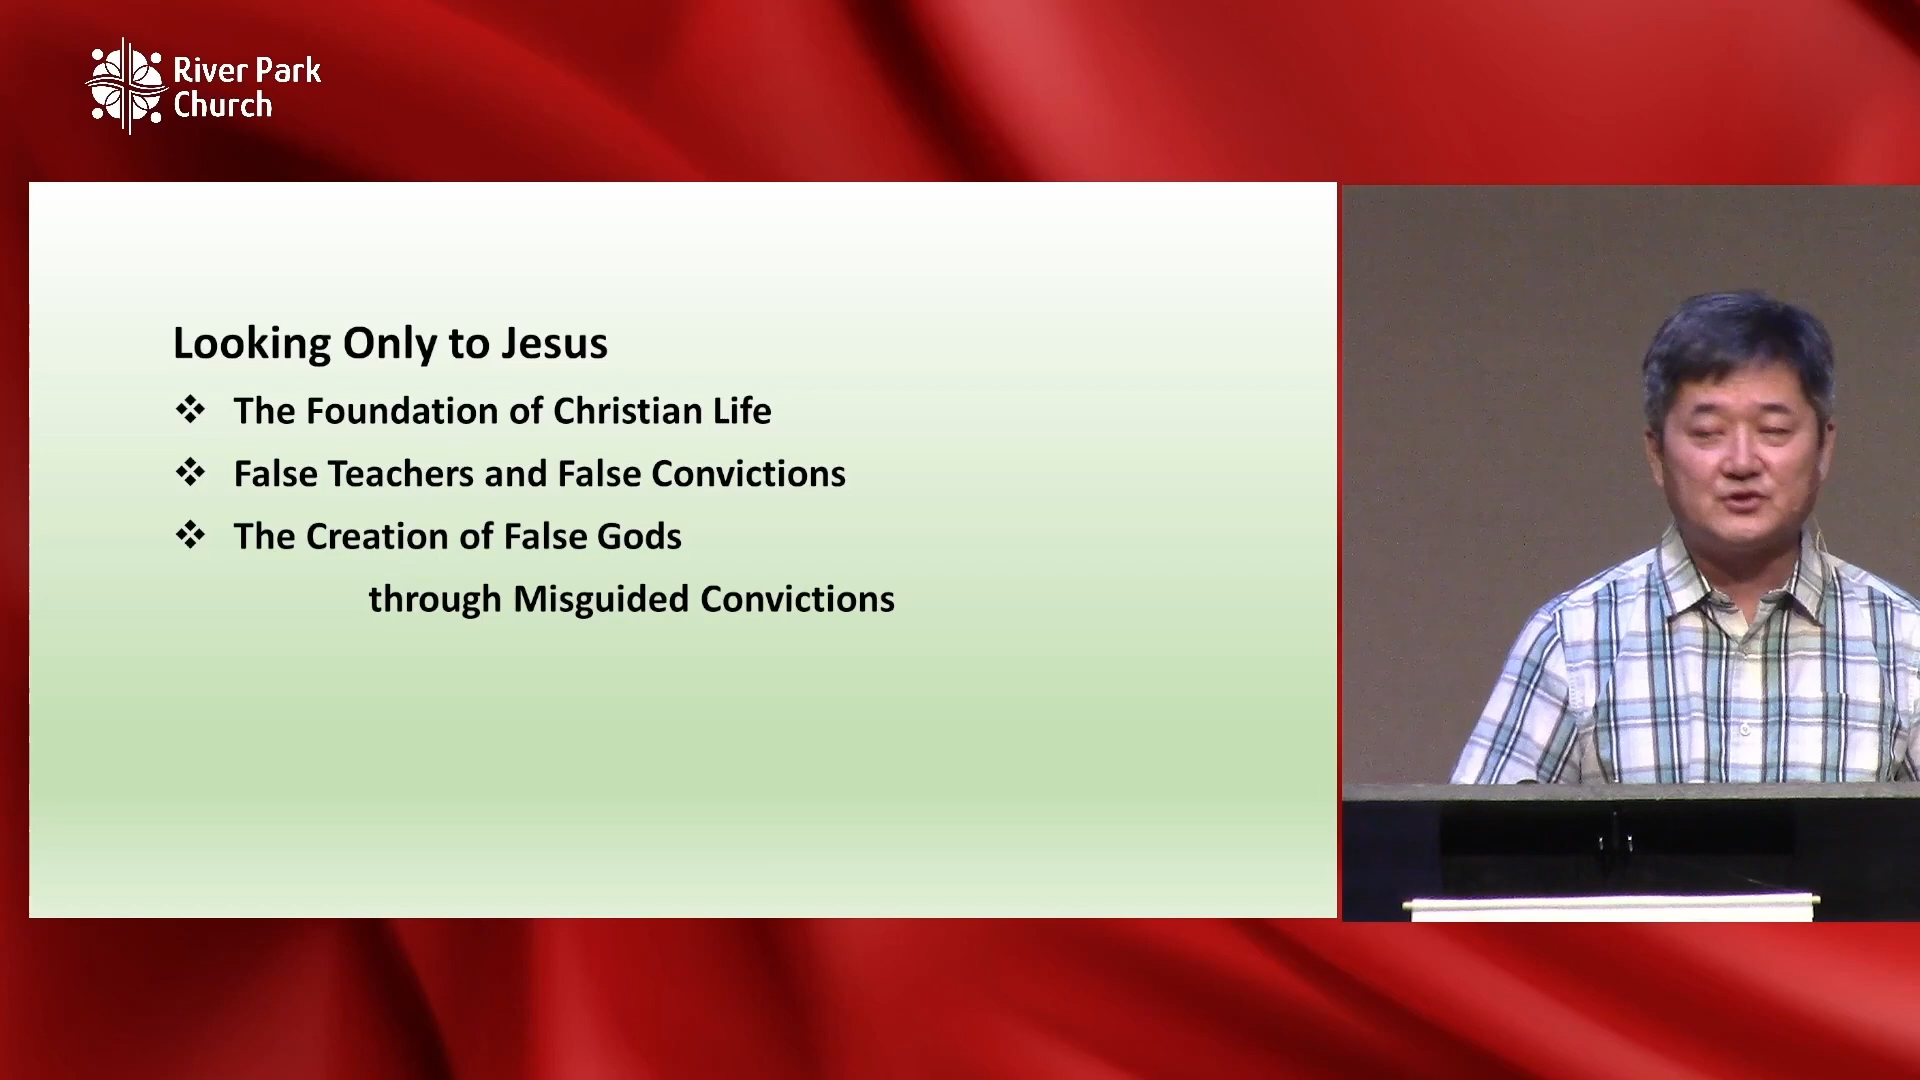 River Park
Church
Looking Only to Jesus
❖ The Foundation of Christian Life
❖ False Teachers and False Convictions
❖ The Creation of False Gods
through Misguided Convictions